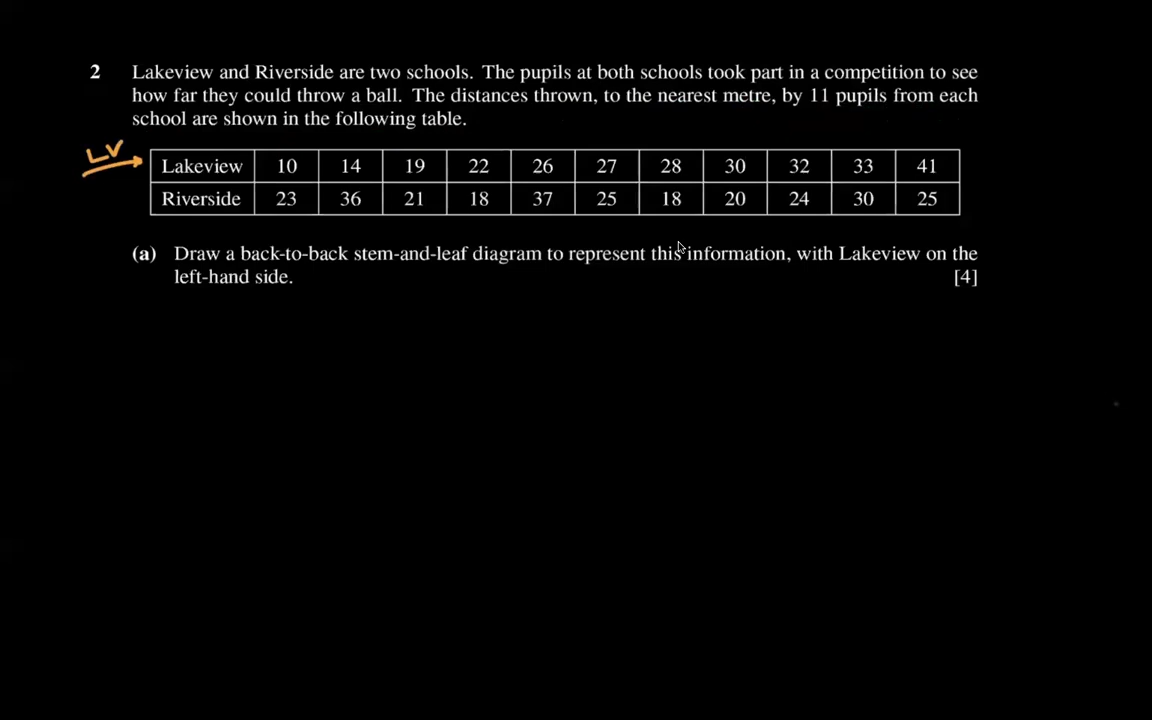 2 Lakeview and Riverside are two schools. The pupils at both schools took part in a competition to see
how far they could throw a ball. The distances thrown, to the nearest metre, by 11 pupils from each
school are shown in the following table.
LV
Lakeview 10 14 19 22 26 27 28 30 32 33 41
Riverside 23 36 21 18 37 25 18 20 24 30 25
(a) Draw a back-to-back stem-and-leaf diagram to represent this information, with Lakeview on the
left-hand side. [4]